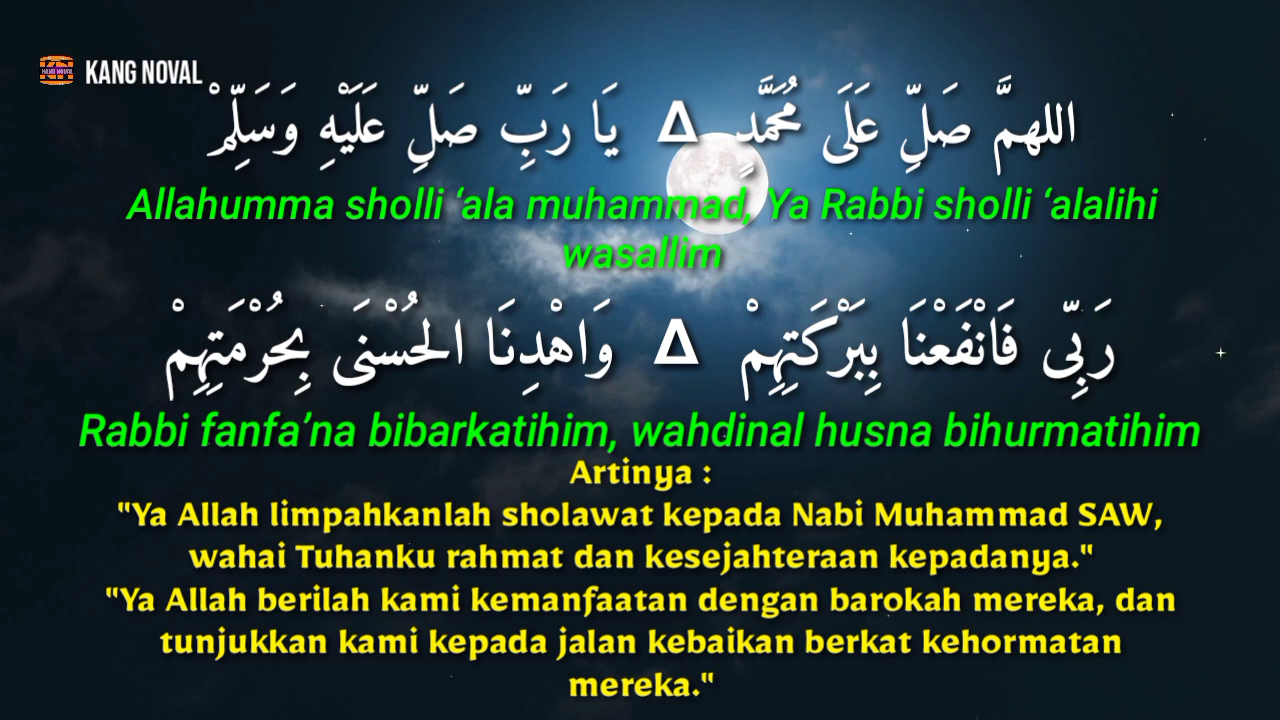 KANG NOVAL
اللهمَّ صَلِّ عَلَى مُحَمَّدٍ ∆ يَا رَبِّ صَلِّ عَلَيْهِ وَسَلِّمْ
Allahumma sholli ‘ala muhammad, Ya Rabbi sholli ‘alalihi
wasallim
رَبِّى فَانْفَعْنَا بِبَرْكَتِهِمْ ∆ وَاهْدِنَا الحُسْنَى بِحُرْمَتِهِمْ
Rabbi fanfa’na bibarkatihim, wahdinal husna bihurmatihim
Artinya :
"Ya Allah limpahkanlah sholawat kepada Nabi Muhammad SAW,
wahai Tuhanku rahmat dan kesejahteraan kepadanya."
"Ya Allah berilah kami kemanfaatan dengan barokah mereka, dan
tunjukkan kami kepada jalan kebaikan berkat kehormatan
mereka."